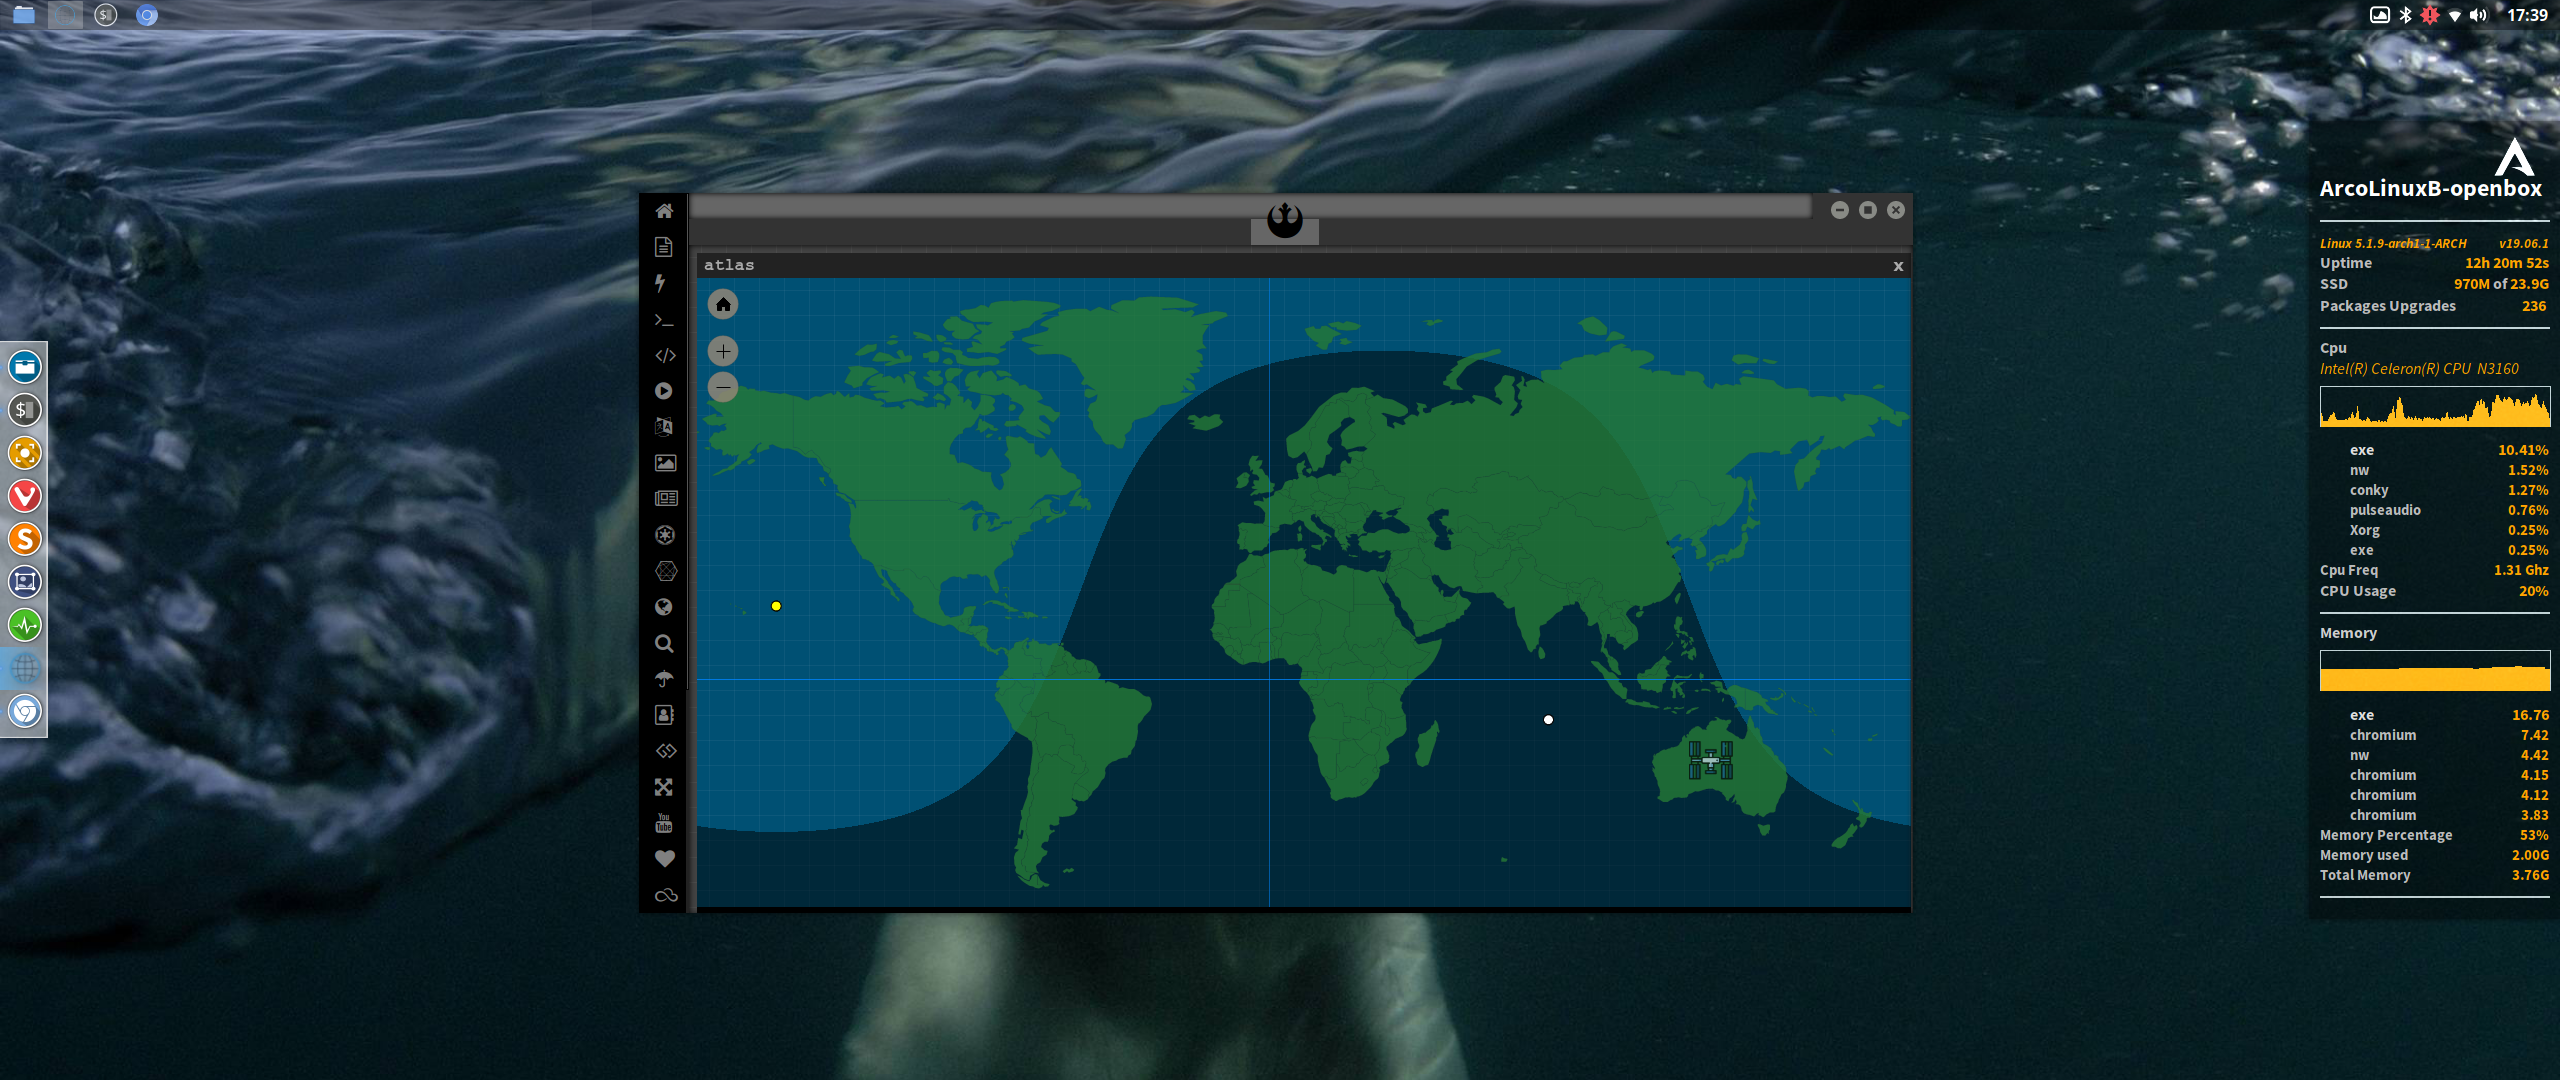 17:39
ArcoLinuxB-openbox
Linux 5.1.9-arch1-1-ARCH v19.06.1
Uptime 12h 20m 52s
SSD 970M of 23.9G
Packages Upgrades 236
Cpu
Intel(R) Celeron(R) CPU N3160
exe 10.41%
nw 1.52%
conky 1.27%
pulseaudio 0.76%
Xorg 0.25%
exe 0.25%
Cpu Freq 1.31 Ghz
CPU Usage 20%
Memory
exe 16.76
chromium 7.42
nw 4.42
chromium 4.15
chromium 4.12
chromium 3.83
Memory Percentage 53%
Memory used 2.00G
Total Memory 3.76G
atlas x
You
Tube